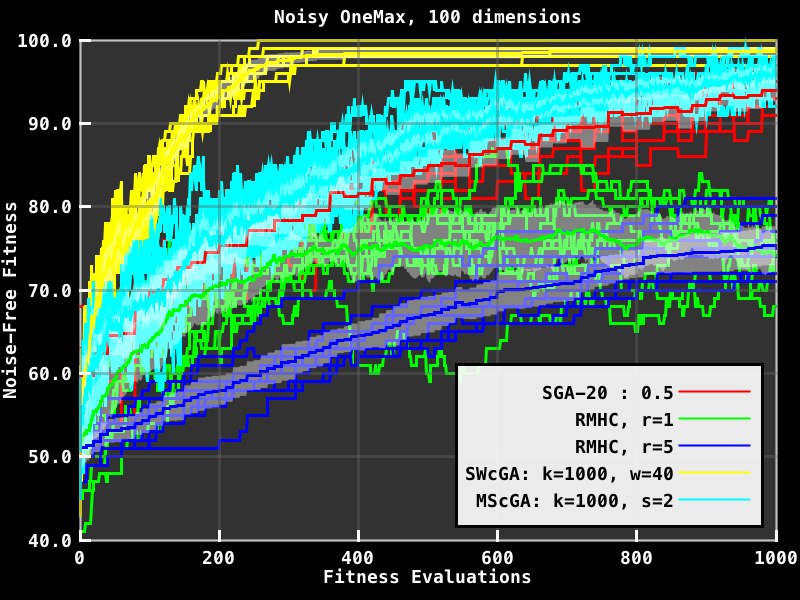 Noisy OneMax, 100 dimensions
100.0
90.0
80.0
70.0
60.0
50.0
40.0
Noise-Free Fitness
SGA-20 : 0.5
RMHC, r=1
RMHC, r=5
SWcGA: k=1000, w=40
MScGA: k=1000, s=2
0 200 400 600 800 1000
Fitness Evaluations